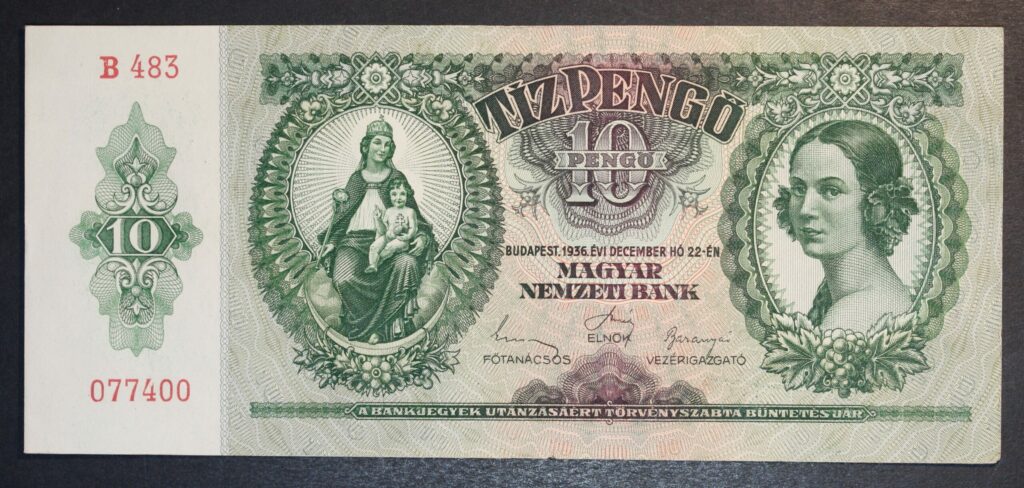 B 483
10
077400
TÍZ PENGŐ
10
PENGŐ
BUDAPEST, 1936. ÉVI DECEMBER HÓ 22-ÉN
MAGYAR
NEMZETI BANK
FŐTANÁCSOS
ELNÖK
VEZÉRIGAZGATÓ
A BANKJEGYEK UTÁNZÁSÁÉRT TÖRVÉNYSZABTA BÜNTETÉS JÁR